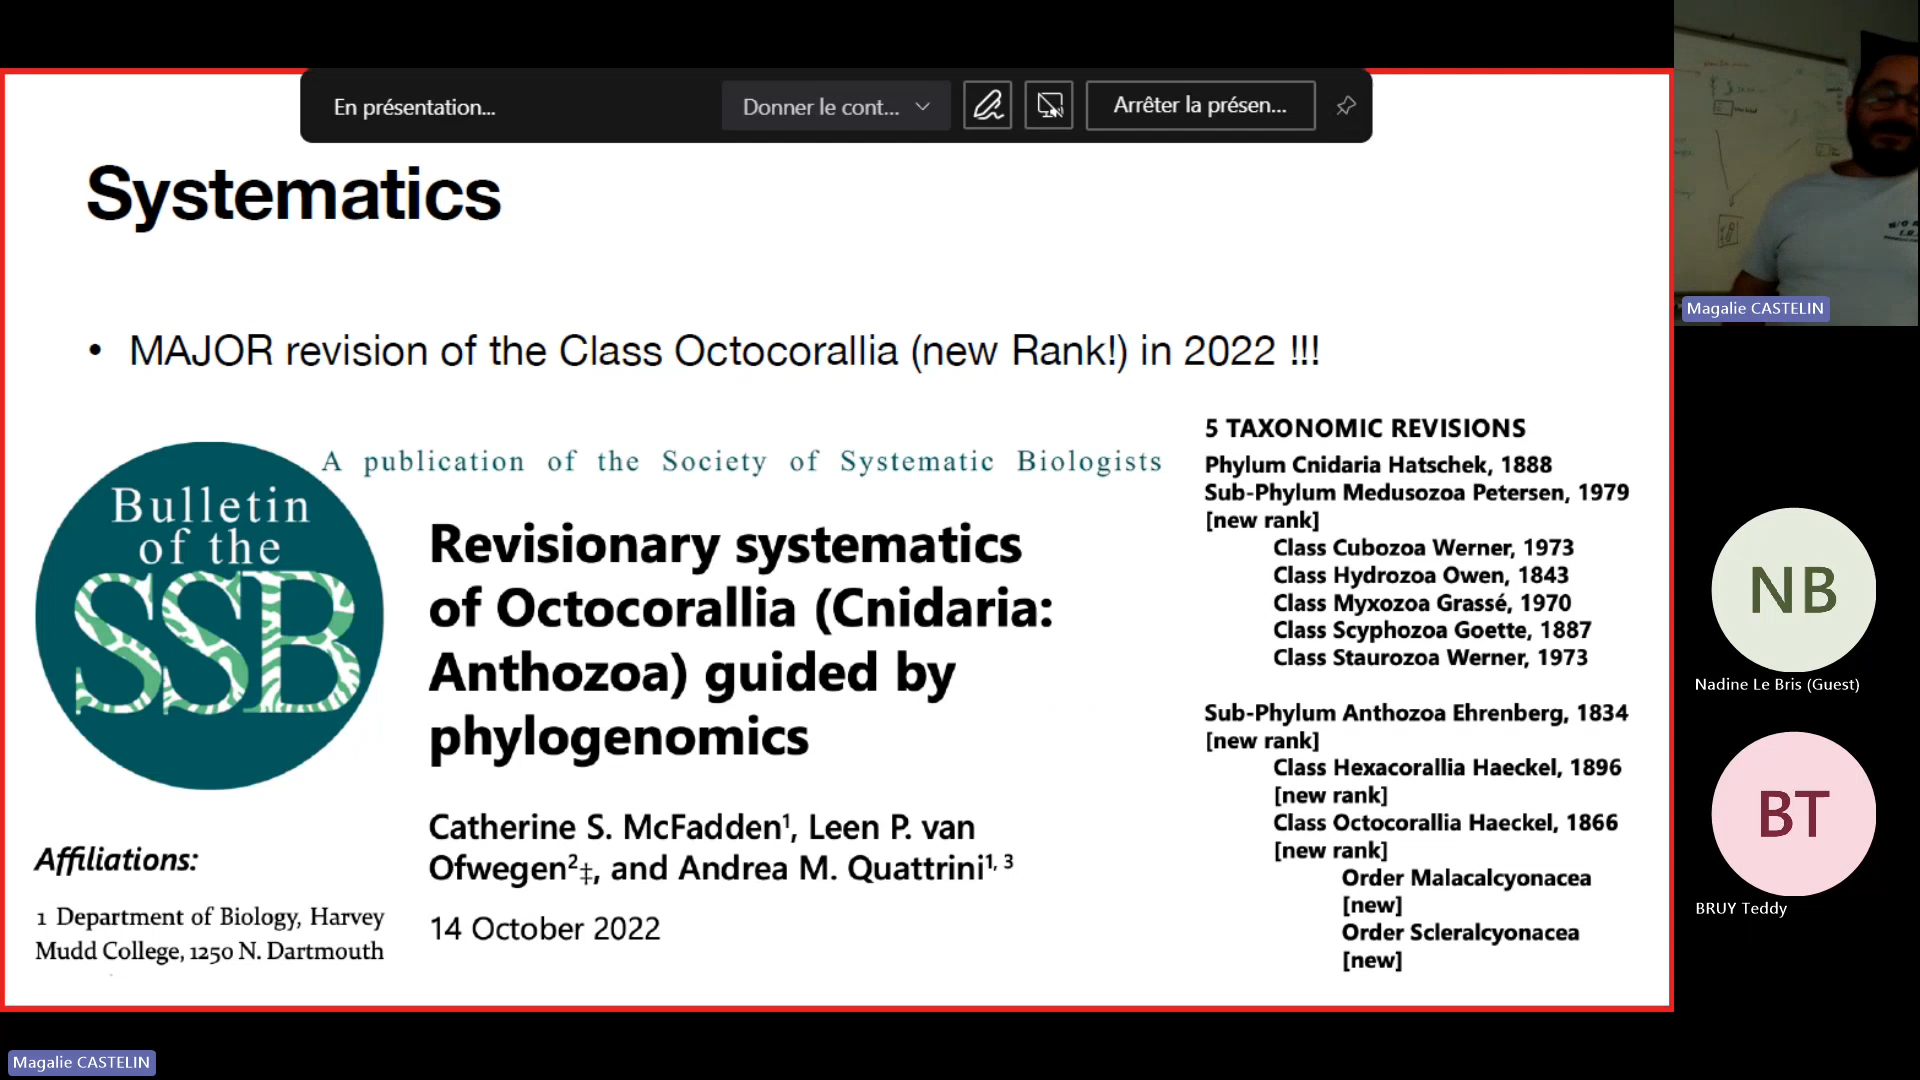 En présentation...
Donner le cont...
Arrêter la présen...
Systematics
• MAJOR revision of the Class Octocorallia (new Rank!) in 2022 !!!
A publication of the Society of Systematic Biologists
Bulletin
of the
SSB
Revisionary systematics
of Octocorallia (Cnidaria:
Anthozoa) guided by
phylogenomics
Catherine S. McFadden¹, Leen P. van
Ofwegen²‡, and Andrea M. Quattrini¹, ³
14 October 2022
Affiliations:
1 Department of Biology, Harvey
Mudd College, 1250 N. Dartmouth
5 TAXONOMIC REVISIONS
Phylum Cnidaria Hatschek, 1888
Sub-Phylum Medusozoa Petersen, 1979
[new rank]
Class Cubozoa Werner, 1973
Class Hydrozoa Owen, 1843
Class Myxozoa Grassé, 1970
Class Scyphozoa Goette, 1887
Class Staurozoa Werner, 1973
Sub-Phylum Anthozoa Ehrenberg, 1834
[new rank]
Class Hexacorallia Haeckel, 1896
[new rank]
Class Octocorallia Haeckel, 1866
[new rank]
Order Malacalcyonacea
[new]
Order Scleralcyonacea
[new]
Magalie CASTELIN
NB
Nadine Le Bris (Guest)
BT
BRUY Teddy
Magalie CASTELIN